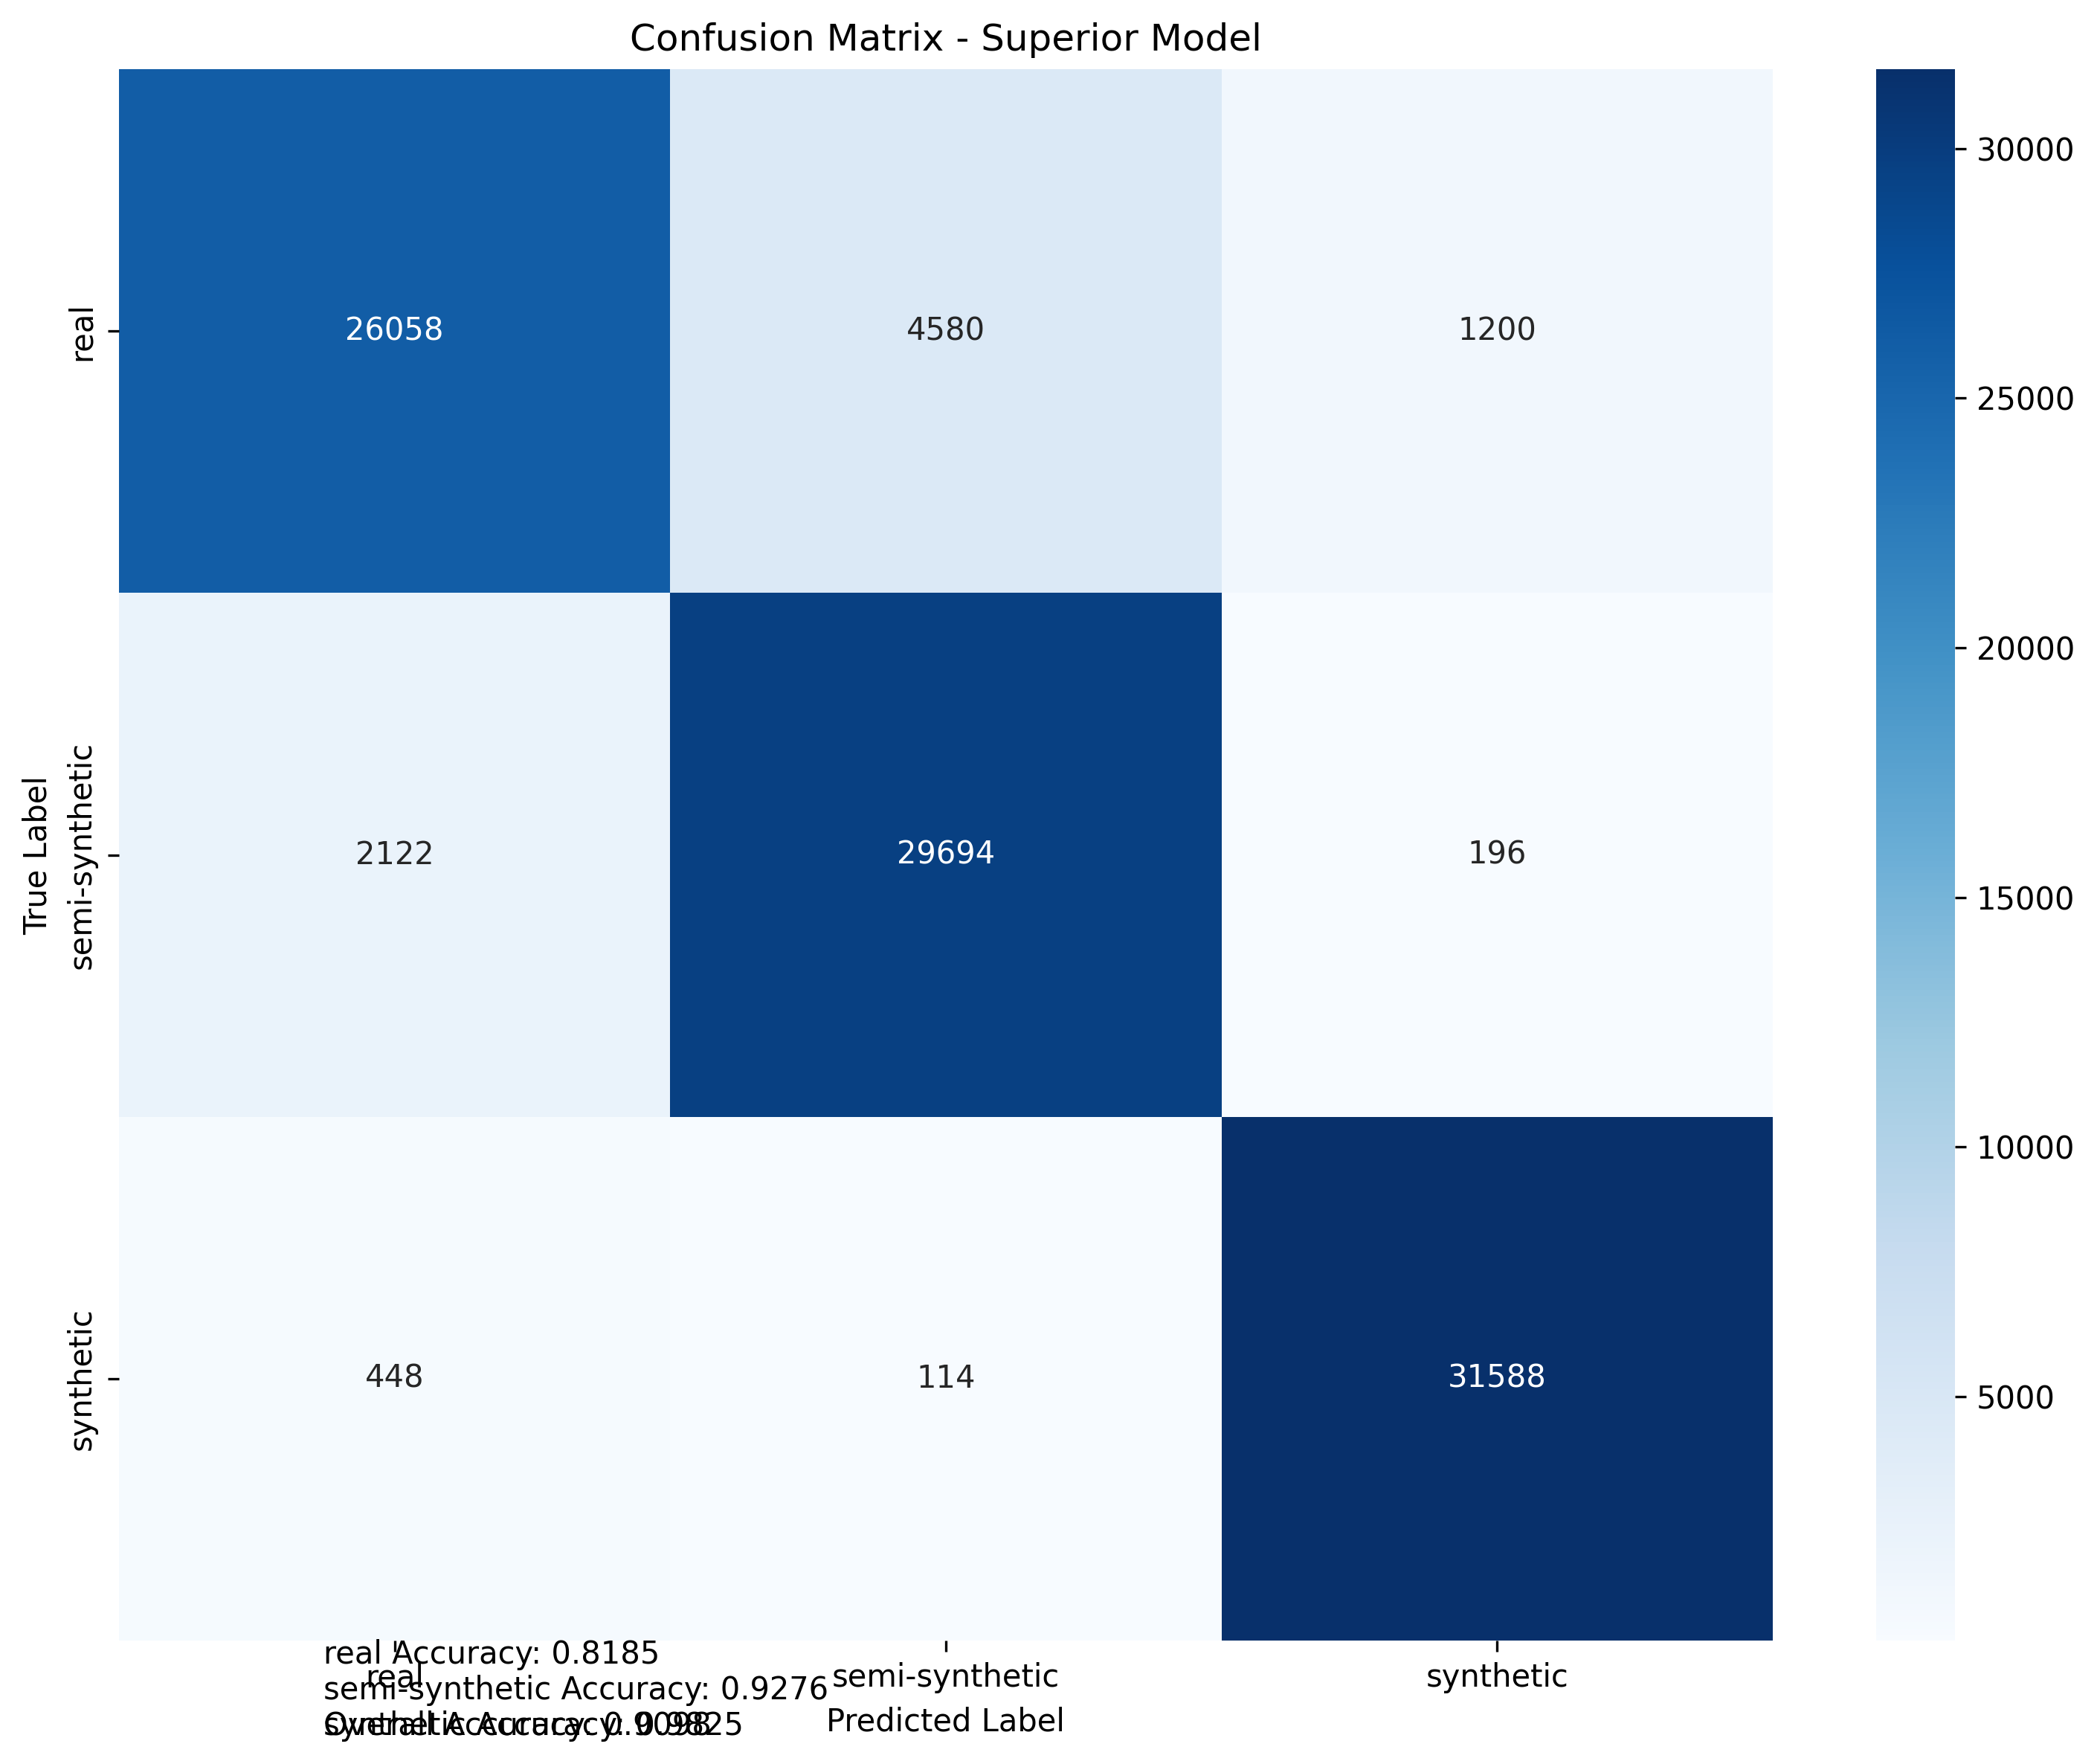 Confusion Matrix - Superior Model
30000
25000
20000
15000
10000
5000
True Label
real
26058
4580
1200
semi-synthetic
2122
29694
196
synthetic
448
114
31588
real Accuracy: 0.8185
real
semi-synthetic
synthetic
semi-synthetic Accuracy: 0.9276
Predicted Label
Accuracy: